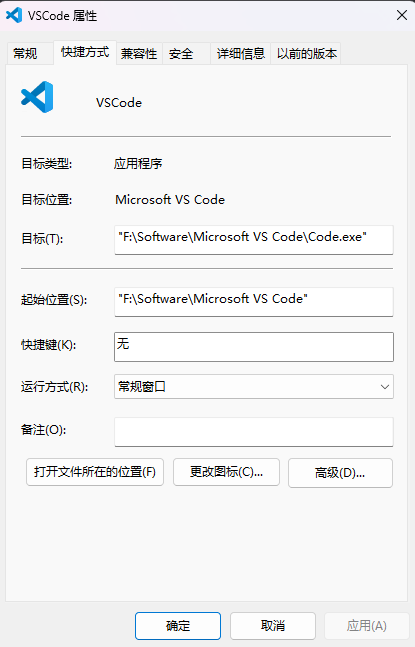 VSCode 属性
常规 快捷方式 兼容性 安全 详细信息 以前的版本
VSCode
目标类型: 应用程序
目标位置: Microsoft VS Code
目标(T): "F:\Software\Microsoft VS Code\Code.exe"
起始位置(S): "F:\Software\Microsoft VS Code"
快捷键(K): 无
运行方式(R): 常规窗口
备注(O):
打开文件所在的位置(F) 更改图标(C)... 高级(D)...
确定 取消 应用(A)